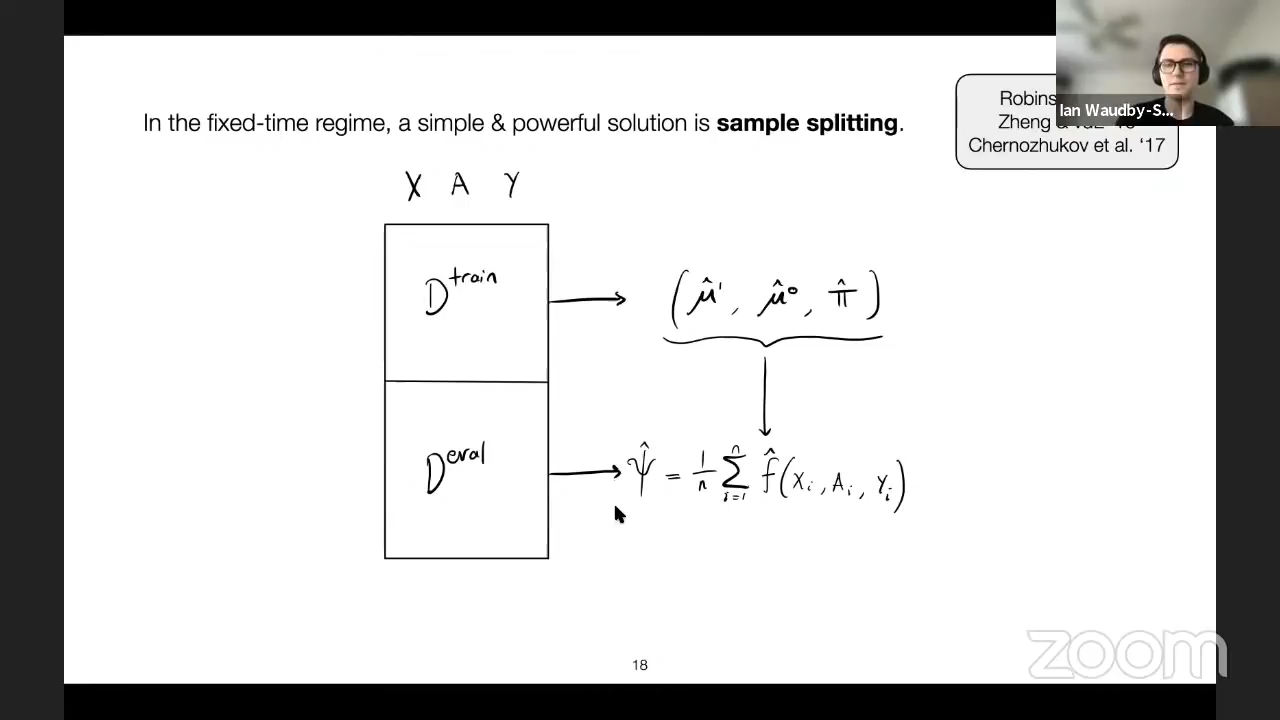 In the fixed-time regime, a simple & powerful solution is sample splitting.
Chernozhukov et al. ‘17
Ian Waudby-S...
X A Y
D^train
(μ̂¹, μ̂⁰, π̂)
D^eval
ψ̂ = 1/n ∑_{i=1}^n f̂(X_i, A_i, Y_i)
18
zoom